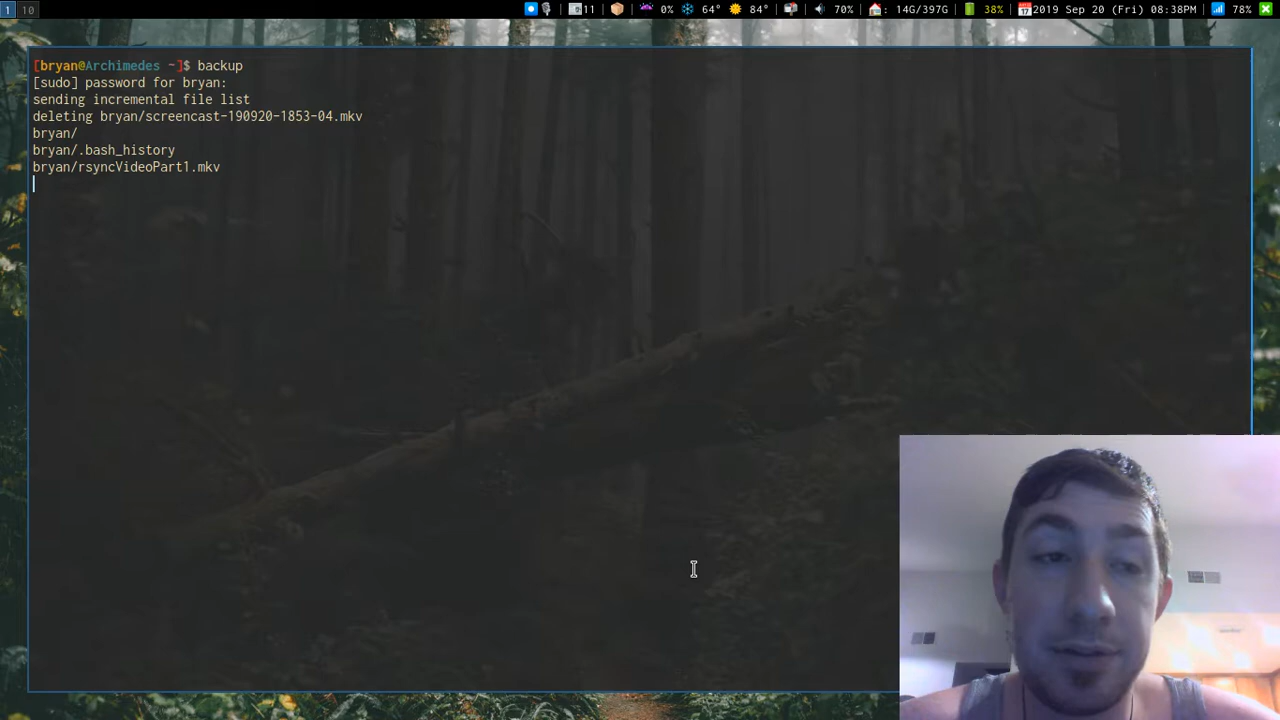 1 10 11 0% 64° 84° 70% : 14G/397G 38% 2019 Sep 20 (Fri) 08:38PM 78%
[bryan@Archimedes ~]$ backup
[sudo] password for bryan:
sending incremental file list
deleting bryan/screencast-190920-1853-04.mkv
bryan/
bryan/.bash_history
bryan/rsyncVideoPart1.mkv